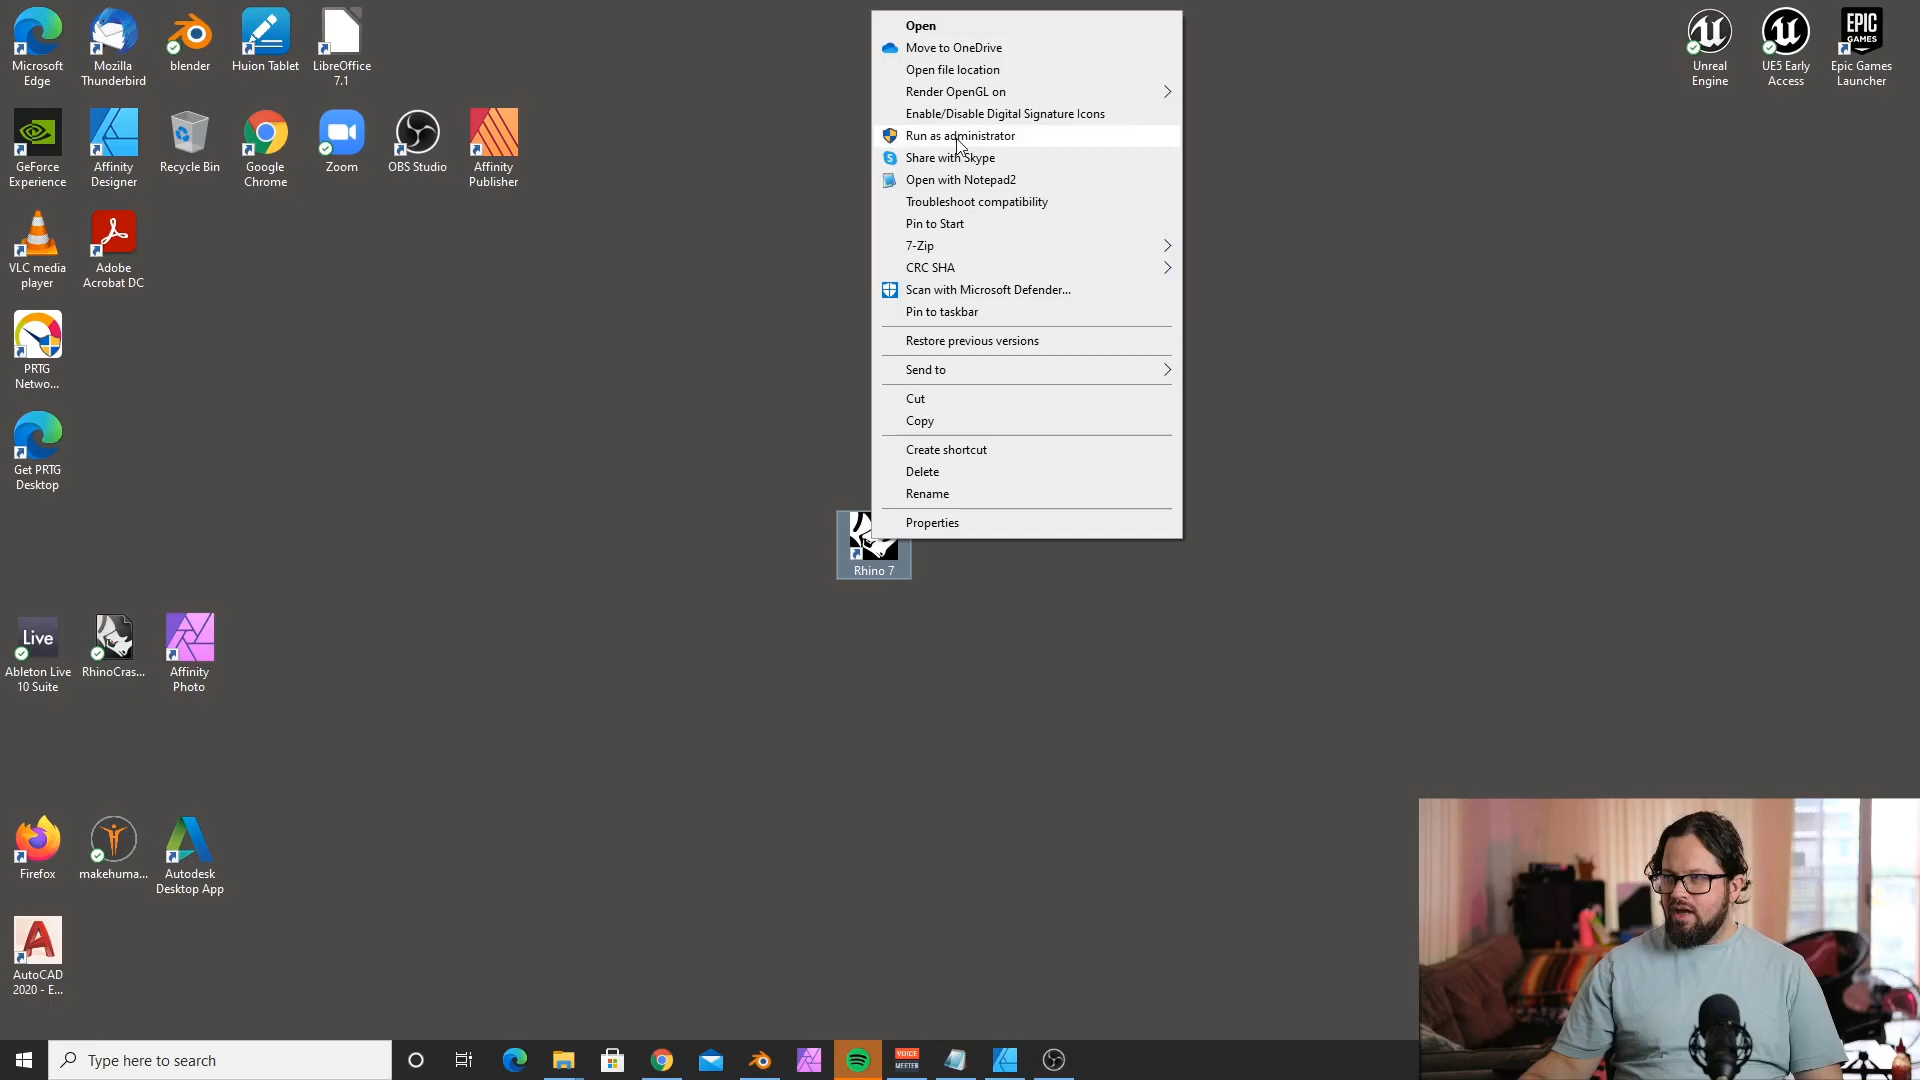 Microsoft
Edge
Mozilla
Thunderbird
blender
Huion Tablet
LibreOffice
7.1
GeForce
Experience
Affinity
Designer
Recycle Bin
Google
Chrome
Zoom
OBS Studio
Affinity
Publisher
VLC media
player
Adobe
Acrobat DC
PRTG
Netwo...
Get PRTG
Desktop
Live
Ableton Live
10 Suite
RhinoCras...
Affinity
Photo
Firefox
makehuma...
Autodesk
Desktop App
AutoCAD
2020 - E...
Open
Move to OneDrive
Open file location
Render OpenGL on
Enable/Disable Digital Signature Icons
Run as administrator
Share with Skype
Open with Notepad2
Troubleshoot compatibility
Pin to Start
7-Zip
CRC SHA
Scan with Microsoft Defender...
Pin to taskbar
Restore previous versions
Send to
Cut
Copy
Create shortcut
Delete
Rename
Properties
Rhino 7
Unreal
Engine
UE5 Early
Access
EPIC
GAMES
Epic Games
Launcher
Type here to search
VOICE
MEETER